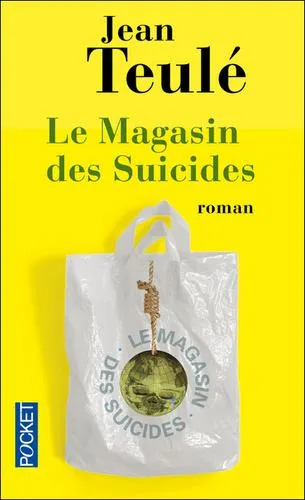 Jean
Teulé
Le Magasin
des Suicides
roman
· LE MAGASIN ·
DES SUICIDES
POCKET